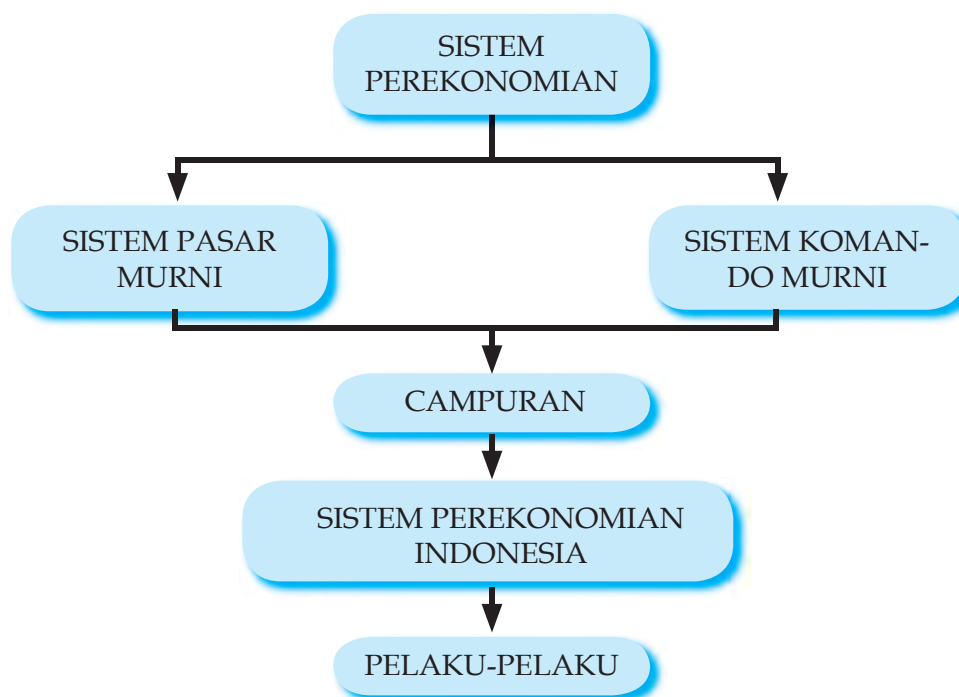 SISTEM
PEREKONOMIAN
SISTEM PASAR
MURNI
SISTEM KOMAN-
DO MURNI
CAMPURAN
SISTEM PEREKONOMIAN
INDONESIA
PELAKU-PELAKU